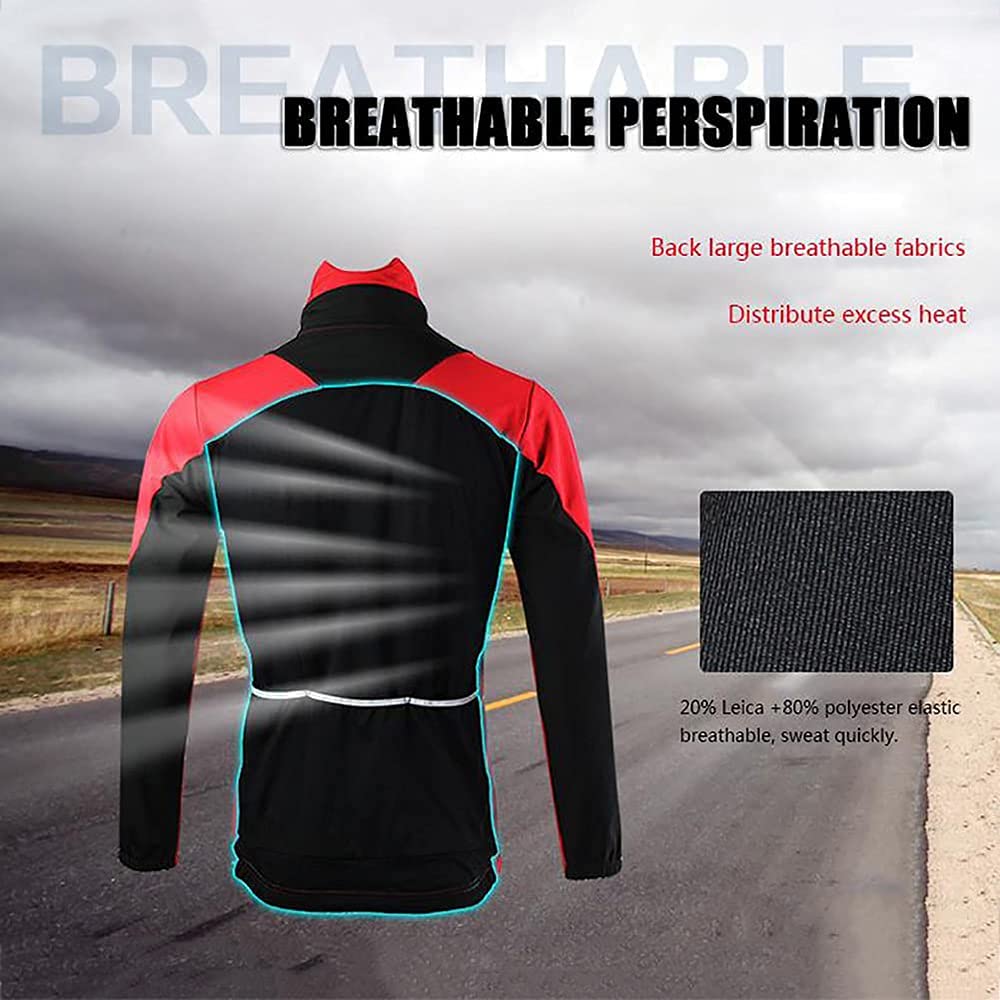 BREATHABLE
BREATHABLE PERSPIRATION
Back large breathable fabrics
Distribute excess heat
20% Leica +80% polyester elastic
breathable, sweat quickly.